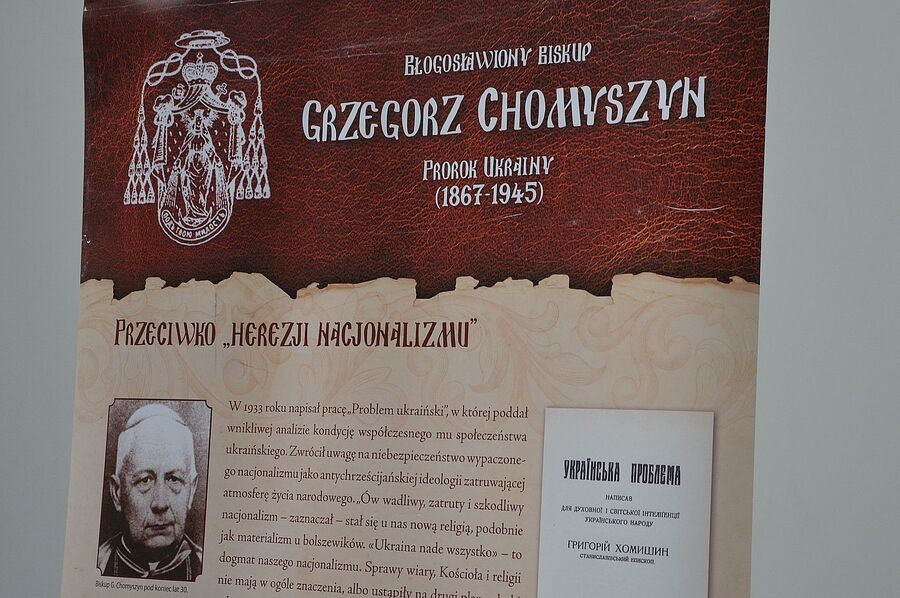 BŁOGOSŁAWIONY BISKUP
GRZEGORZ CHOMYSZYN
PROROK UKRAINY
(1867-1945)
БУДЬ ТВОЮ МИЛОСТЬ
PRZECIWKO „HEREZJI NACJONALIZMU”
W 1933 roku napisał pracę „Problem ukraiński”, w której poddał
wnikliwej analizie kondycję współczesnego mu społeczeństwa
ukraińskiego. Zwrócił uwagę na niebezpieczeństwo wypaczone-
go nacjonalizmu jako antychrześcijańskiej ideologii zatruwającej
atmosferę życia narodowego. „Ów wadliwy, zatruty i szkodliwy
nacjonalizm – zaznaczał – stał się u nas nową religią, podobnie
jak materializm u bolszewików. «Ukraina nade wszystko» – to
dogmat naszego nacjonalizmu. Sprawy wiary, Kościoła i religii
nie mają w ogóle znaczenia, albo ustąpiły na drugi plan
Biskup G. Chomyszyn pod koniec lat 30.
УКРАЇНСЬКА ПРОБЛЕМА
НАПИСАВ
ДЛЯ ДУХОВНОЇ І СВІТСЬКОЇ ІНТЕЛІГЕНЦІЇ
УКРАЇНСЬКОГО НАРОДУ
ГРИГОРІЙ ХОМИШИН
СТАНИСЛАВІВСЬКИЙ ЕПИСКОП.